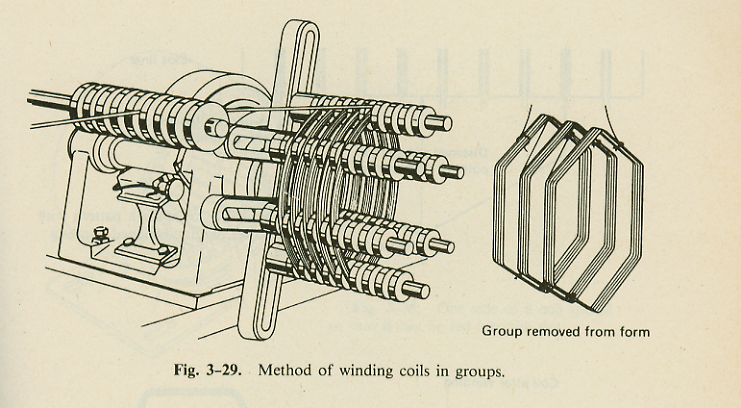 Group removed from form
Fig. 3–29. Method of winding coils in groups.